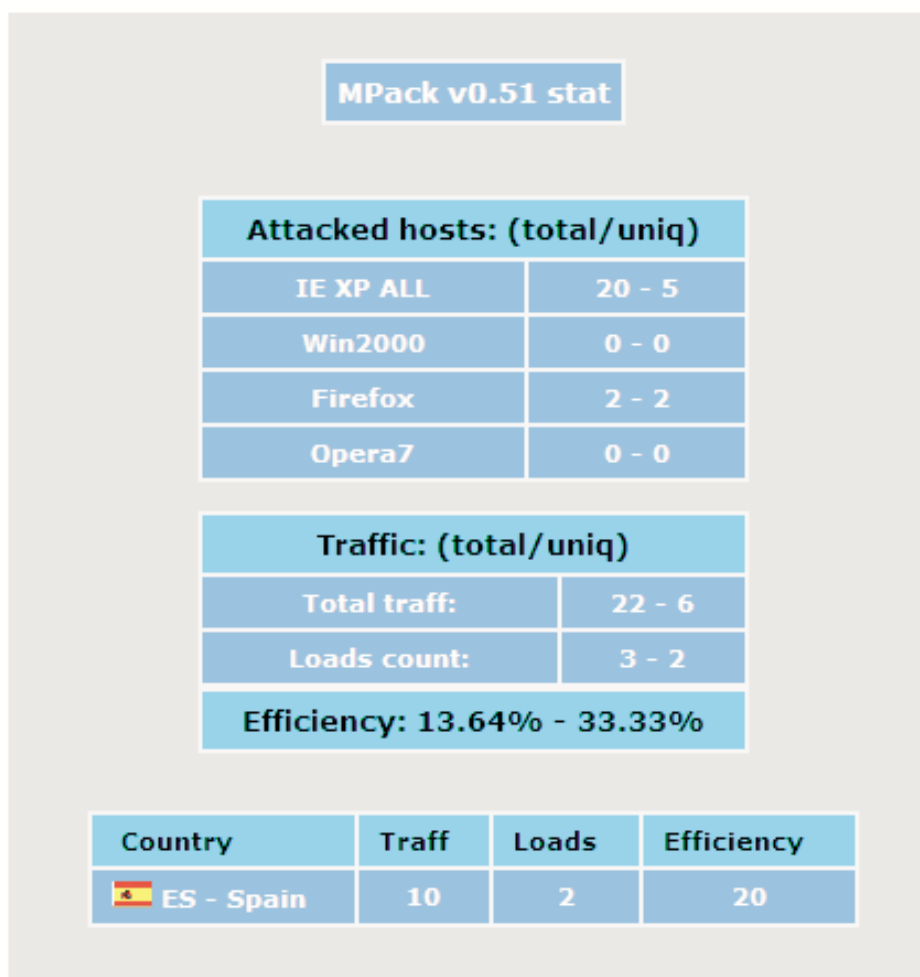 MPack v0.51 stat
Attacked hosts: (total/uniq)
IE XP ALL 20 - 5
Win2000 0 - 0
Firefox 2 - 2
Opera7 0 - 0
Traffic: (total/uniq)
Total traff: 22 - 6
Loads count: 3 - 2
Efficiency: 13.64% - 33.33%
Country Traff Loads Efficiency
ES - Spain 10 2 20